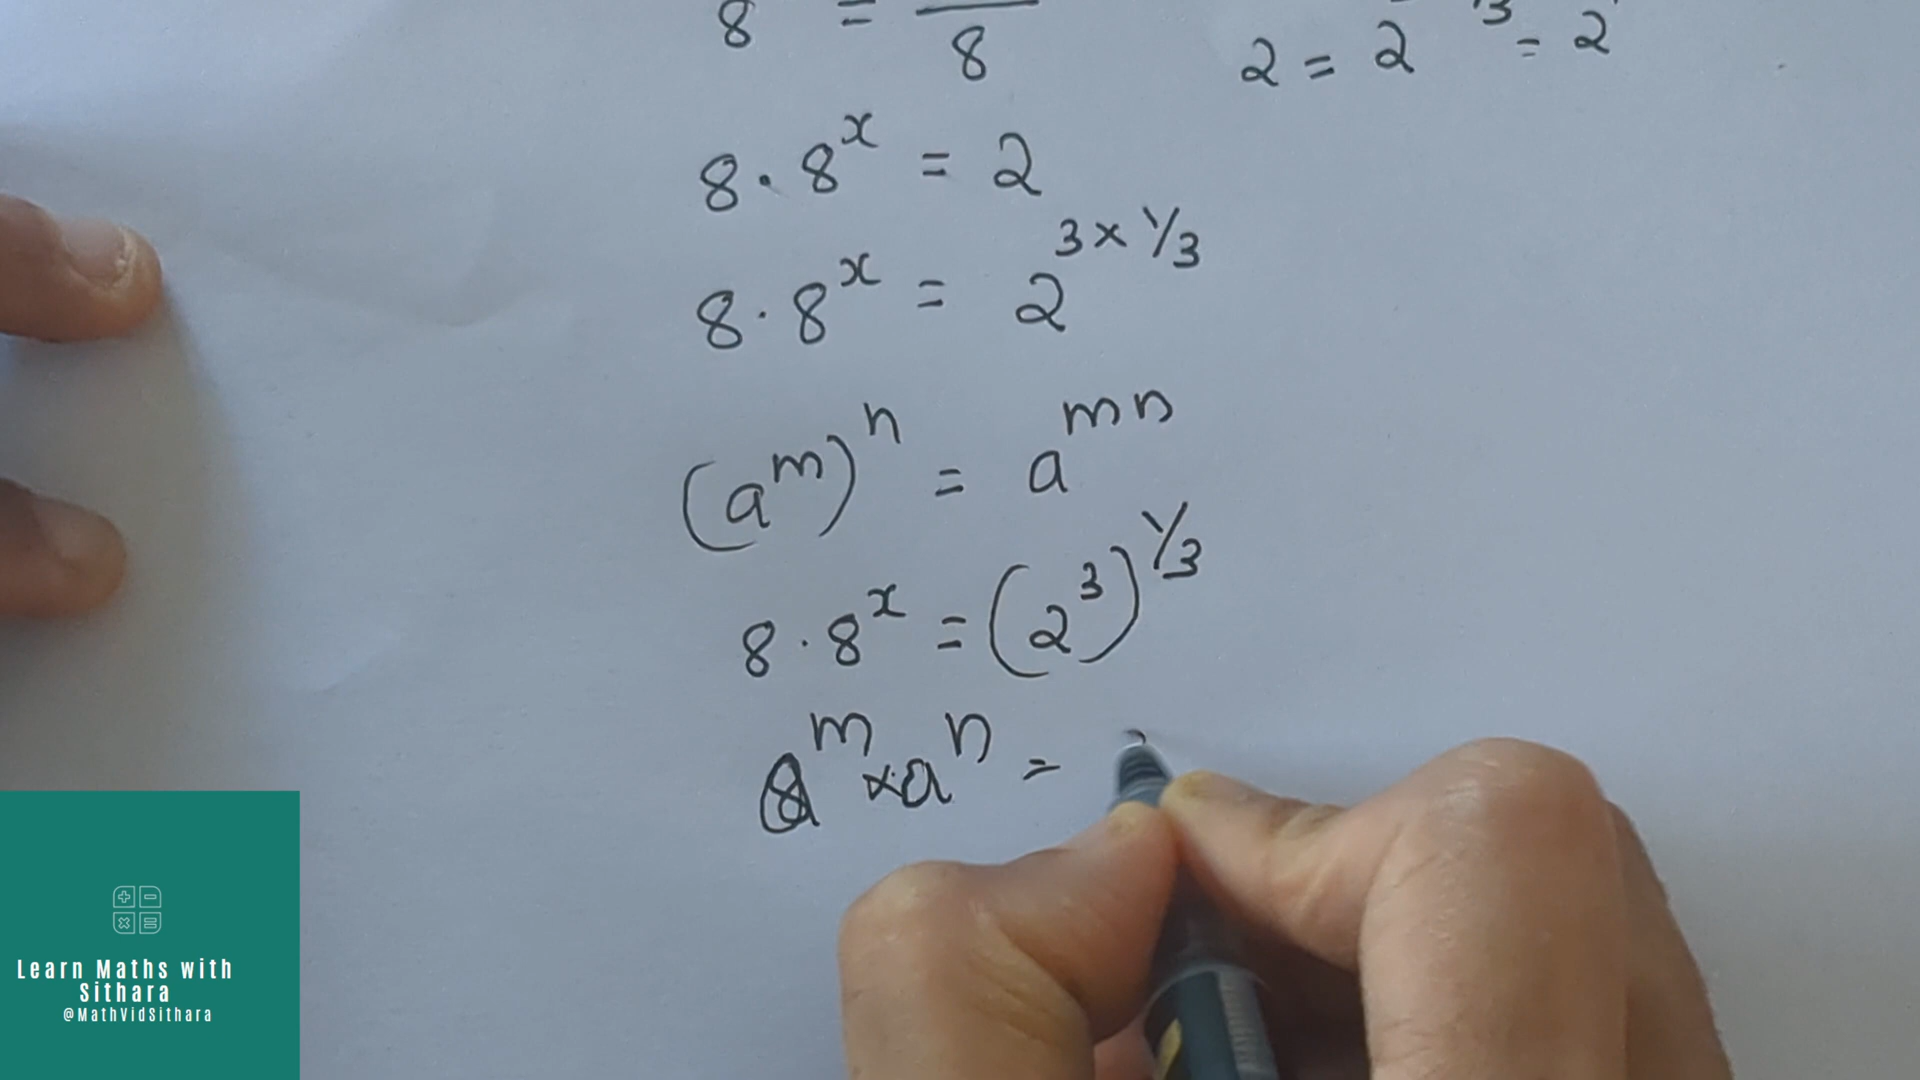 8 = ― / 8
2 = 2^3 = 2
8 · 8^x = 2
8 · 8^x = 2^(3 × 1/3)
(a^m)^n = a^(mn)
8 · 8^x = (2^3)^(1/3)
a^m × a^n =
Learn Maths with
Sithara
@MathVidSithara